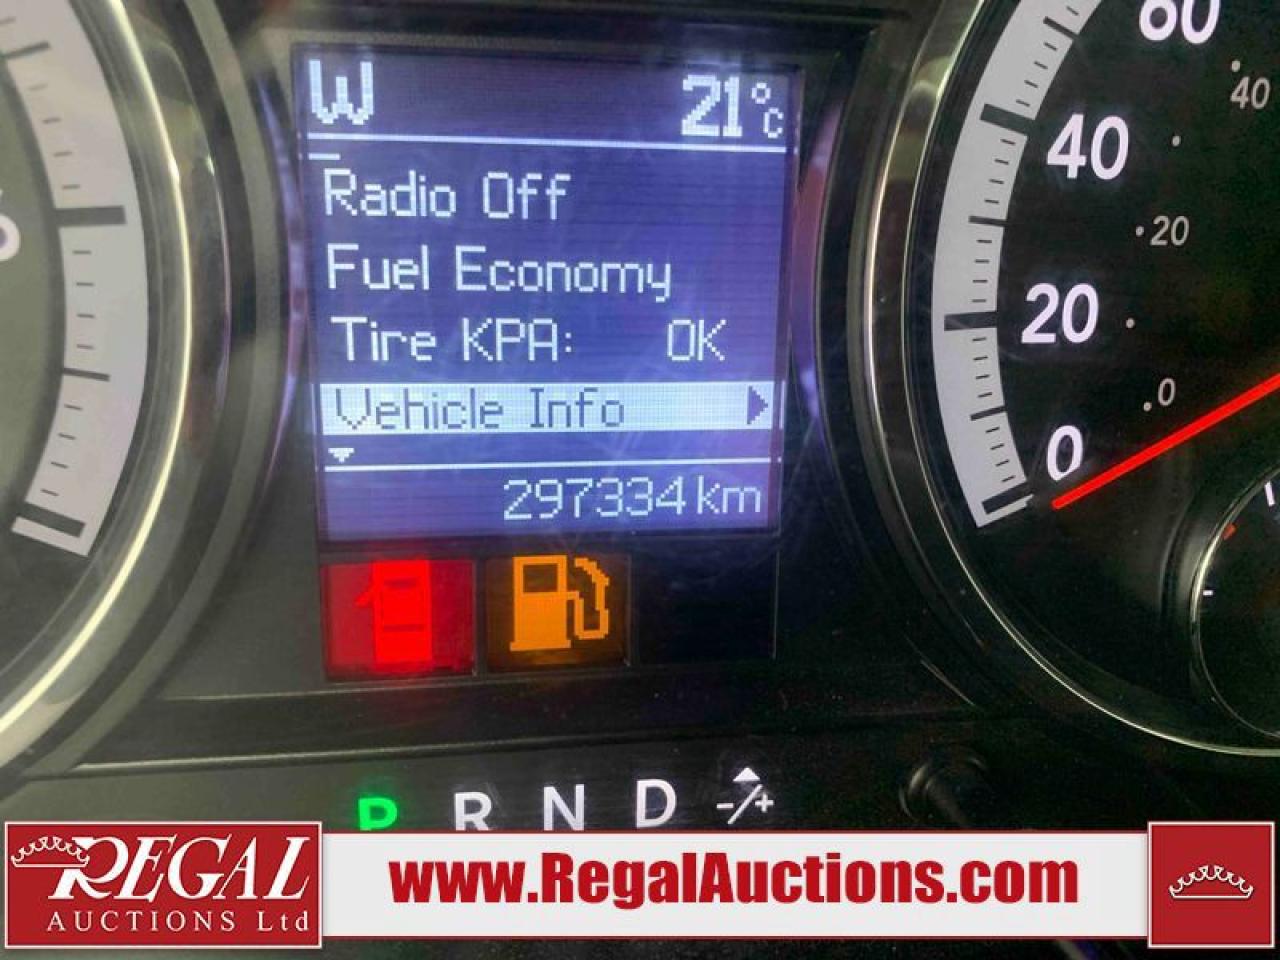 W 21°C
Radio Off
Fuel Economy
Tire KPA: OK
Vehicle Info
297334 km
60
40
40
20
20
0
0
P R N D -/+
REGAL
AUCTIONS Ltd
www.RegalAuctions.com